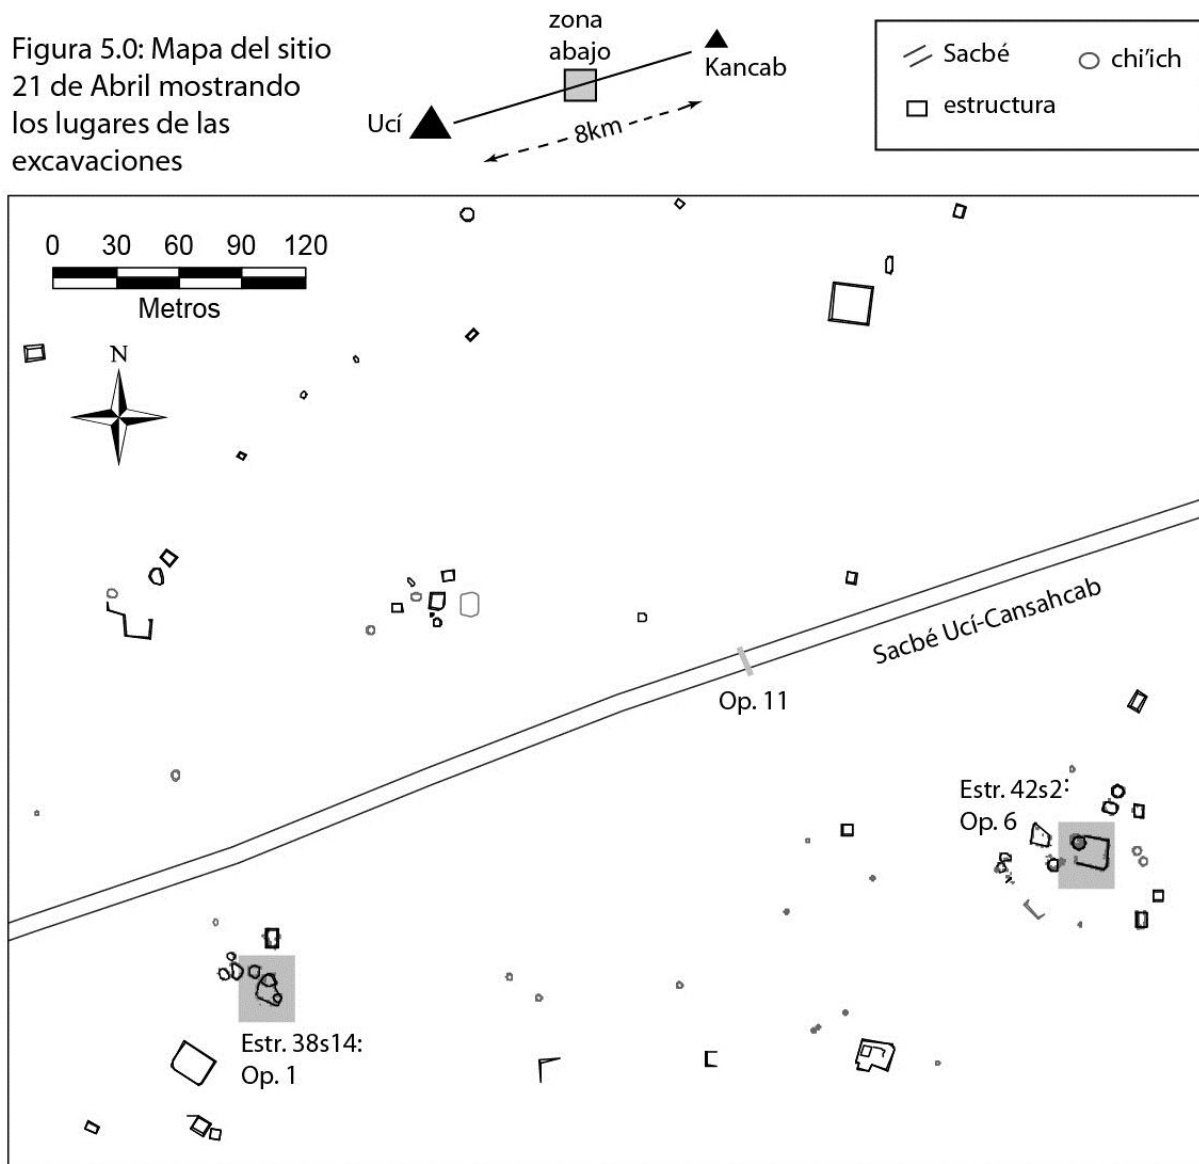 Figura 5.0: Mapa del sitio
21 de Abril mostrando
los lugares de las
excavaciones
zona
abajo
Ucí
Kancab
8km
Sacbé
chi'ich
estructura
0 30 60 90 120
Metros
N
Sacbé Ucí-Cansahcab
Op. 11
Estr. 42s2:
Op. 6
Estr. 38s14:
Op. 1